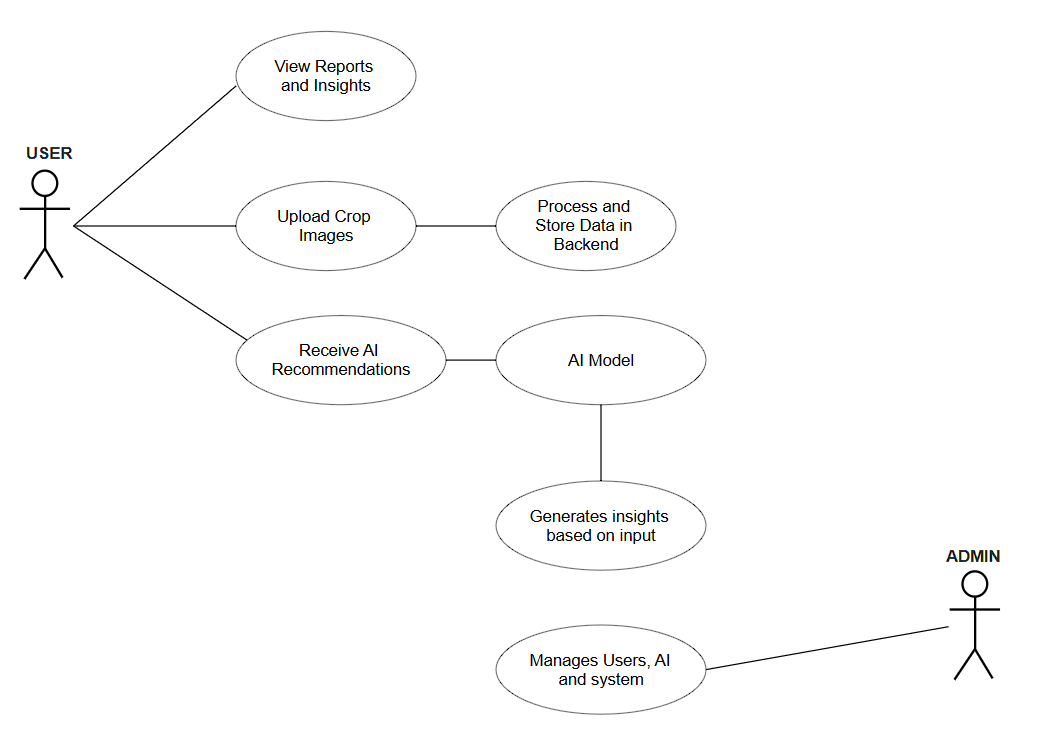 View Reports
and Insights
USER
Upload Crop
Images
Process and
Store Data in
Backend
Receive AI
Recommendations
AI Model
Generates insights
based on input
ADMIN
Manages Users, AI
and system